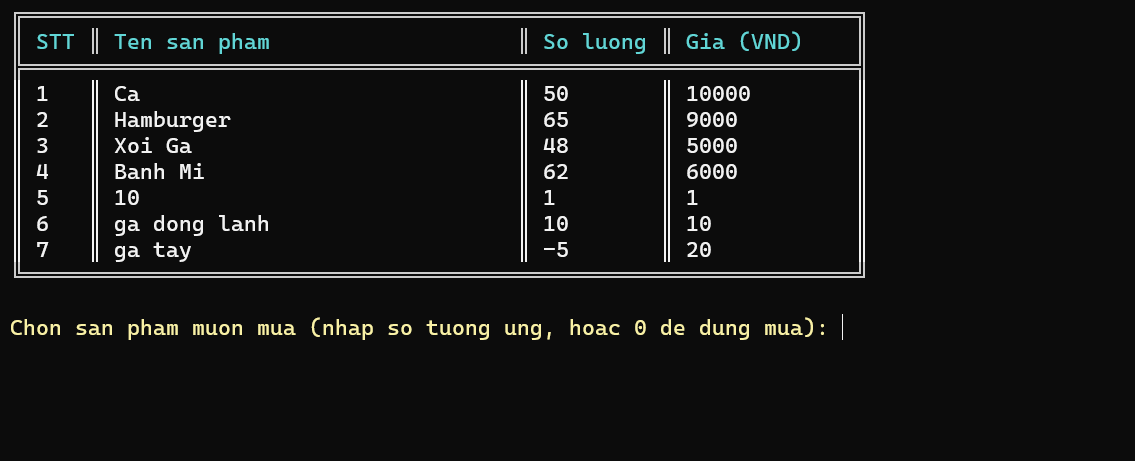 STT Ten san pham So luong Gia (VND)
1 Ca 50 10000
2 Hamburger 65 9000
3 Xoi Ga 48 5000
4 Banh Mi 62 6000
5 10 1 1
6 ga dong lanh 10 10
7 ga tay -5 20
Chon san pham muon mua (nhap so tuong ung, hoac 0 de dung mua):